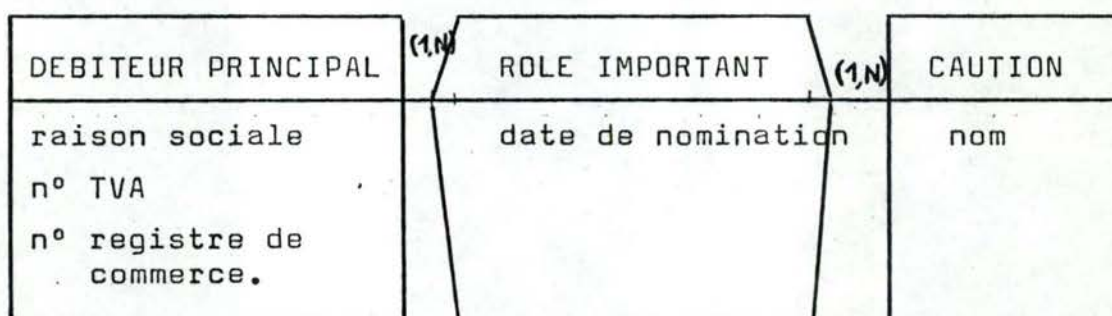 DEBITEUR PRINCIPAL (1,N) ROLE IMPORTANT (1,N) CAUTION
raison sociale date de nomination nom
n° TVA
n° registre de
commerce.